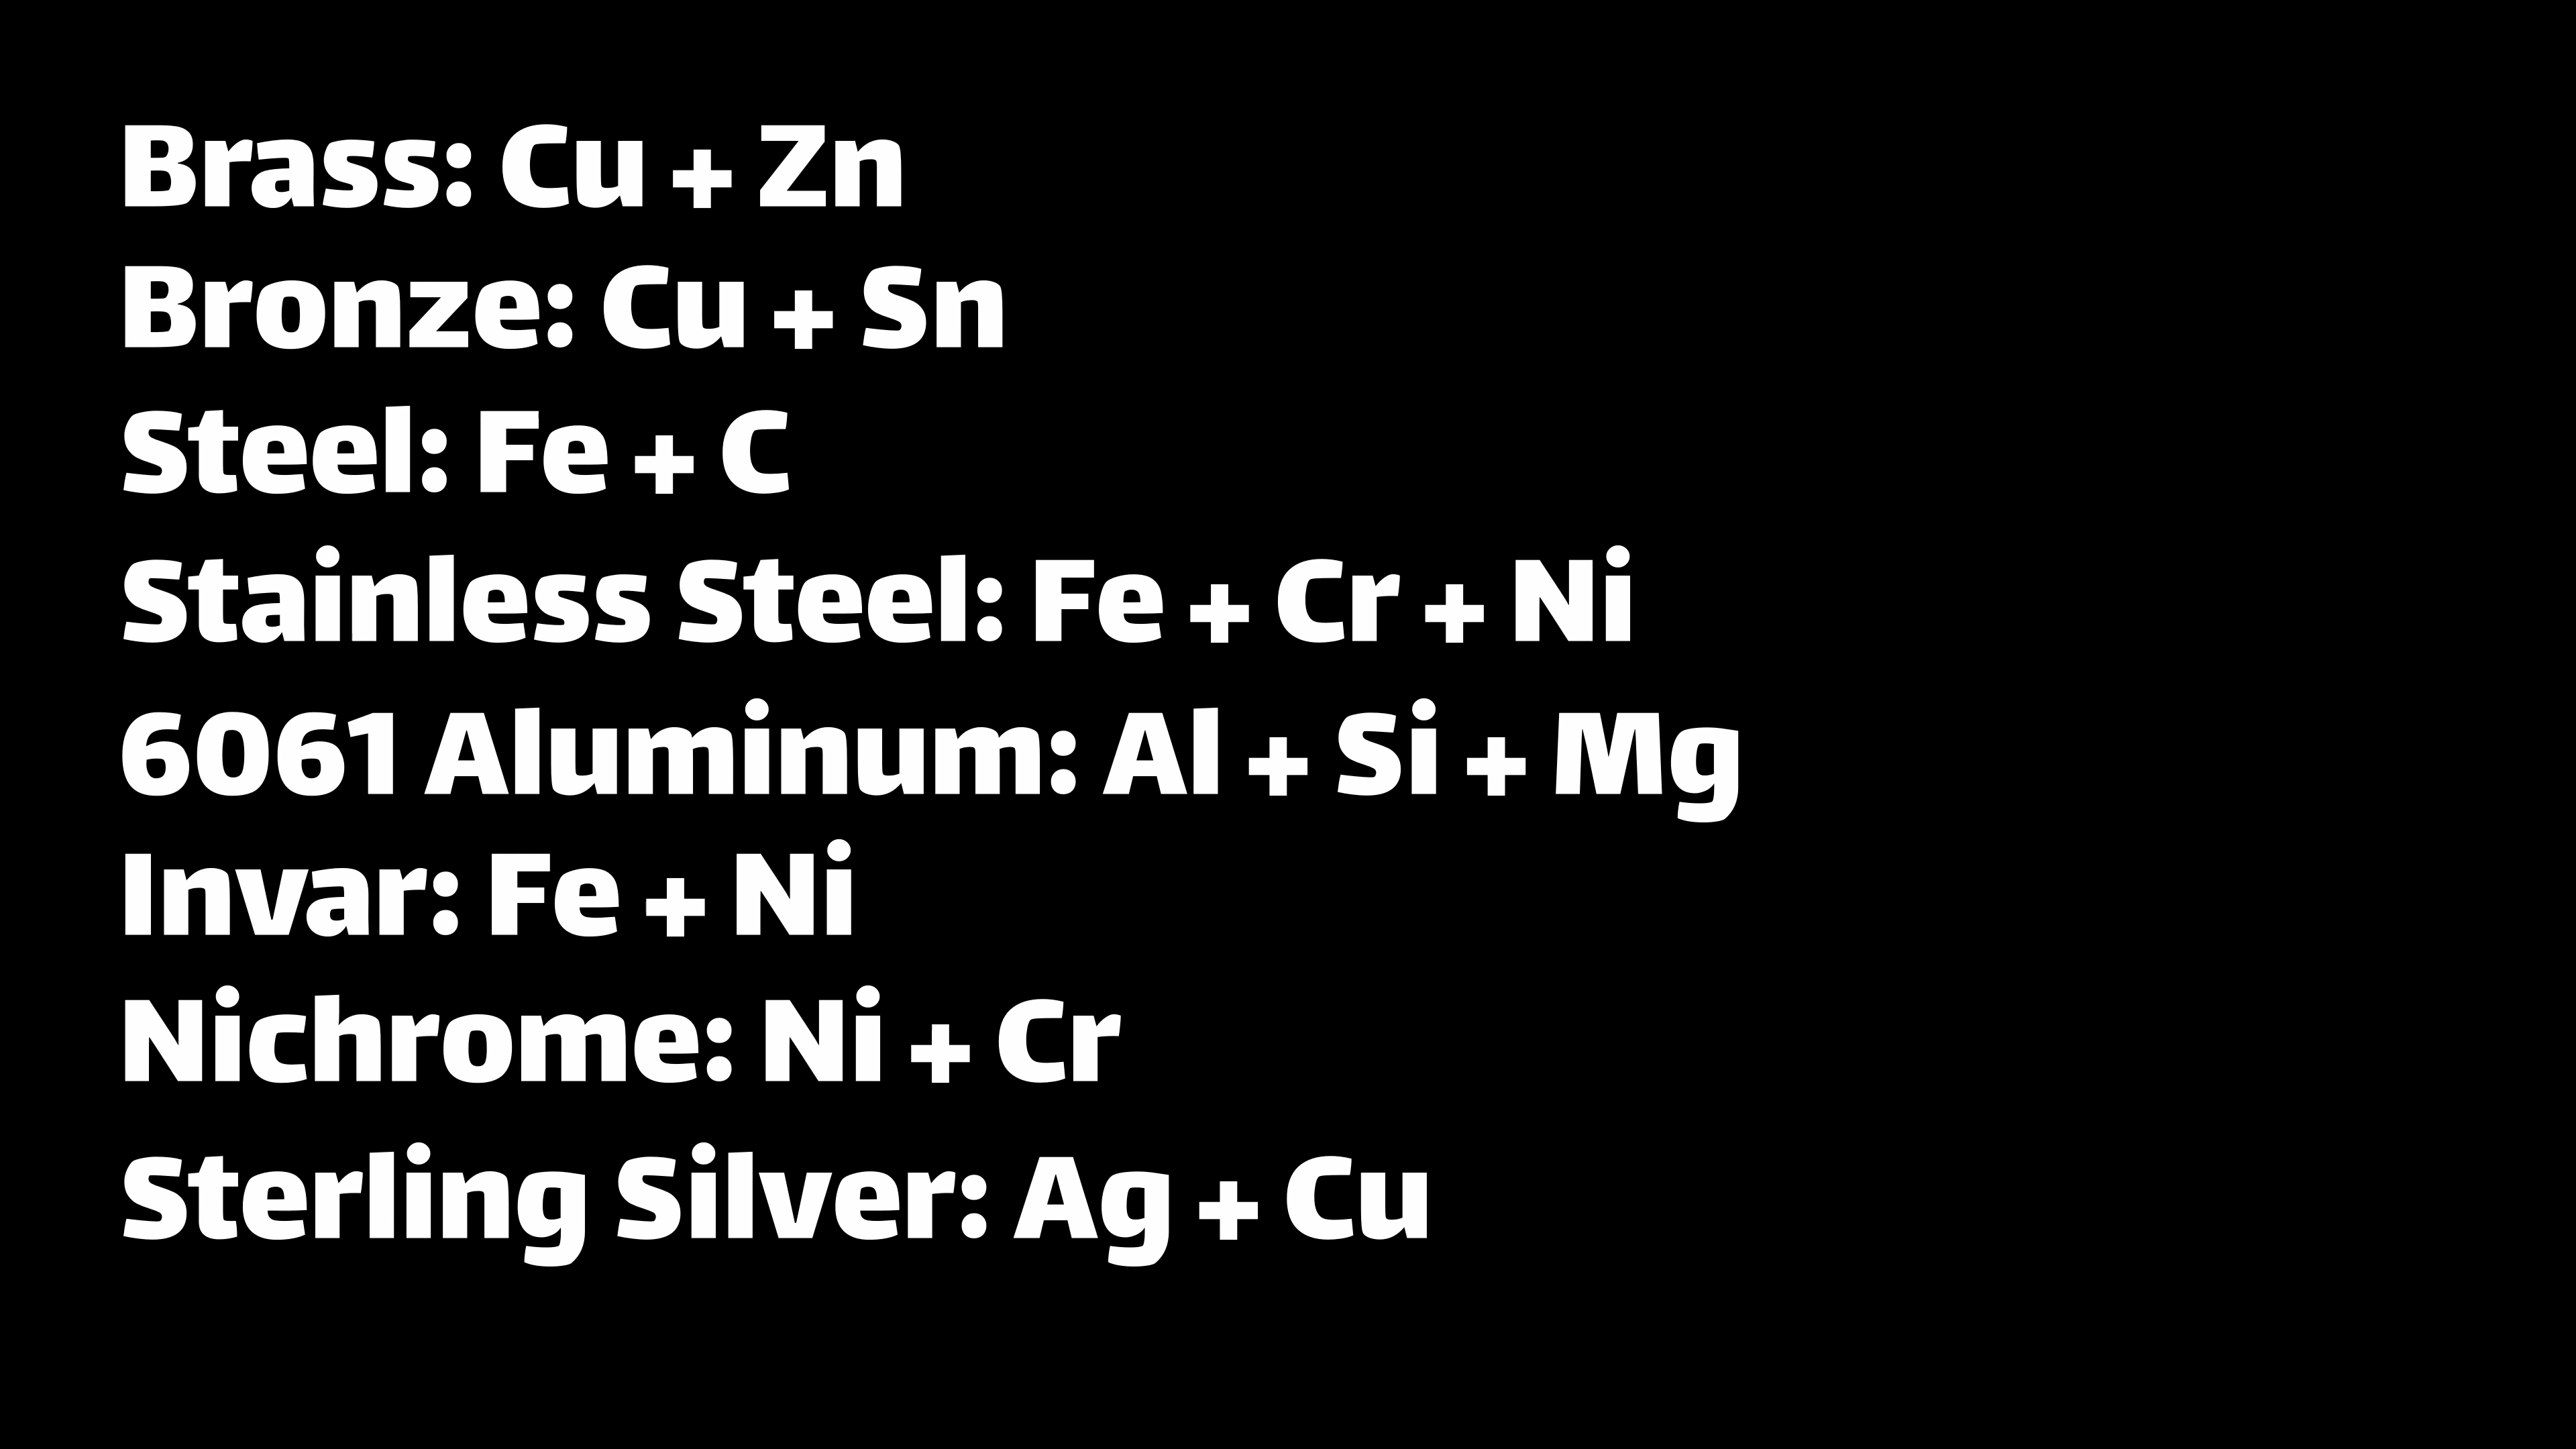 Brass: Cu + Zn
Bronze: Cu + Sn
Steel: Fe + C
Stainless Steel: Fe + Cr + Ni
6061 Aluminum: Al + Si + Mg
Invar: Fe + Ni
Nichrome: Ni + Cr
Sterling Silver: Ag + Cu